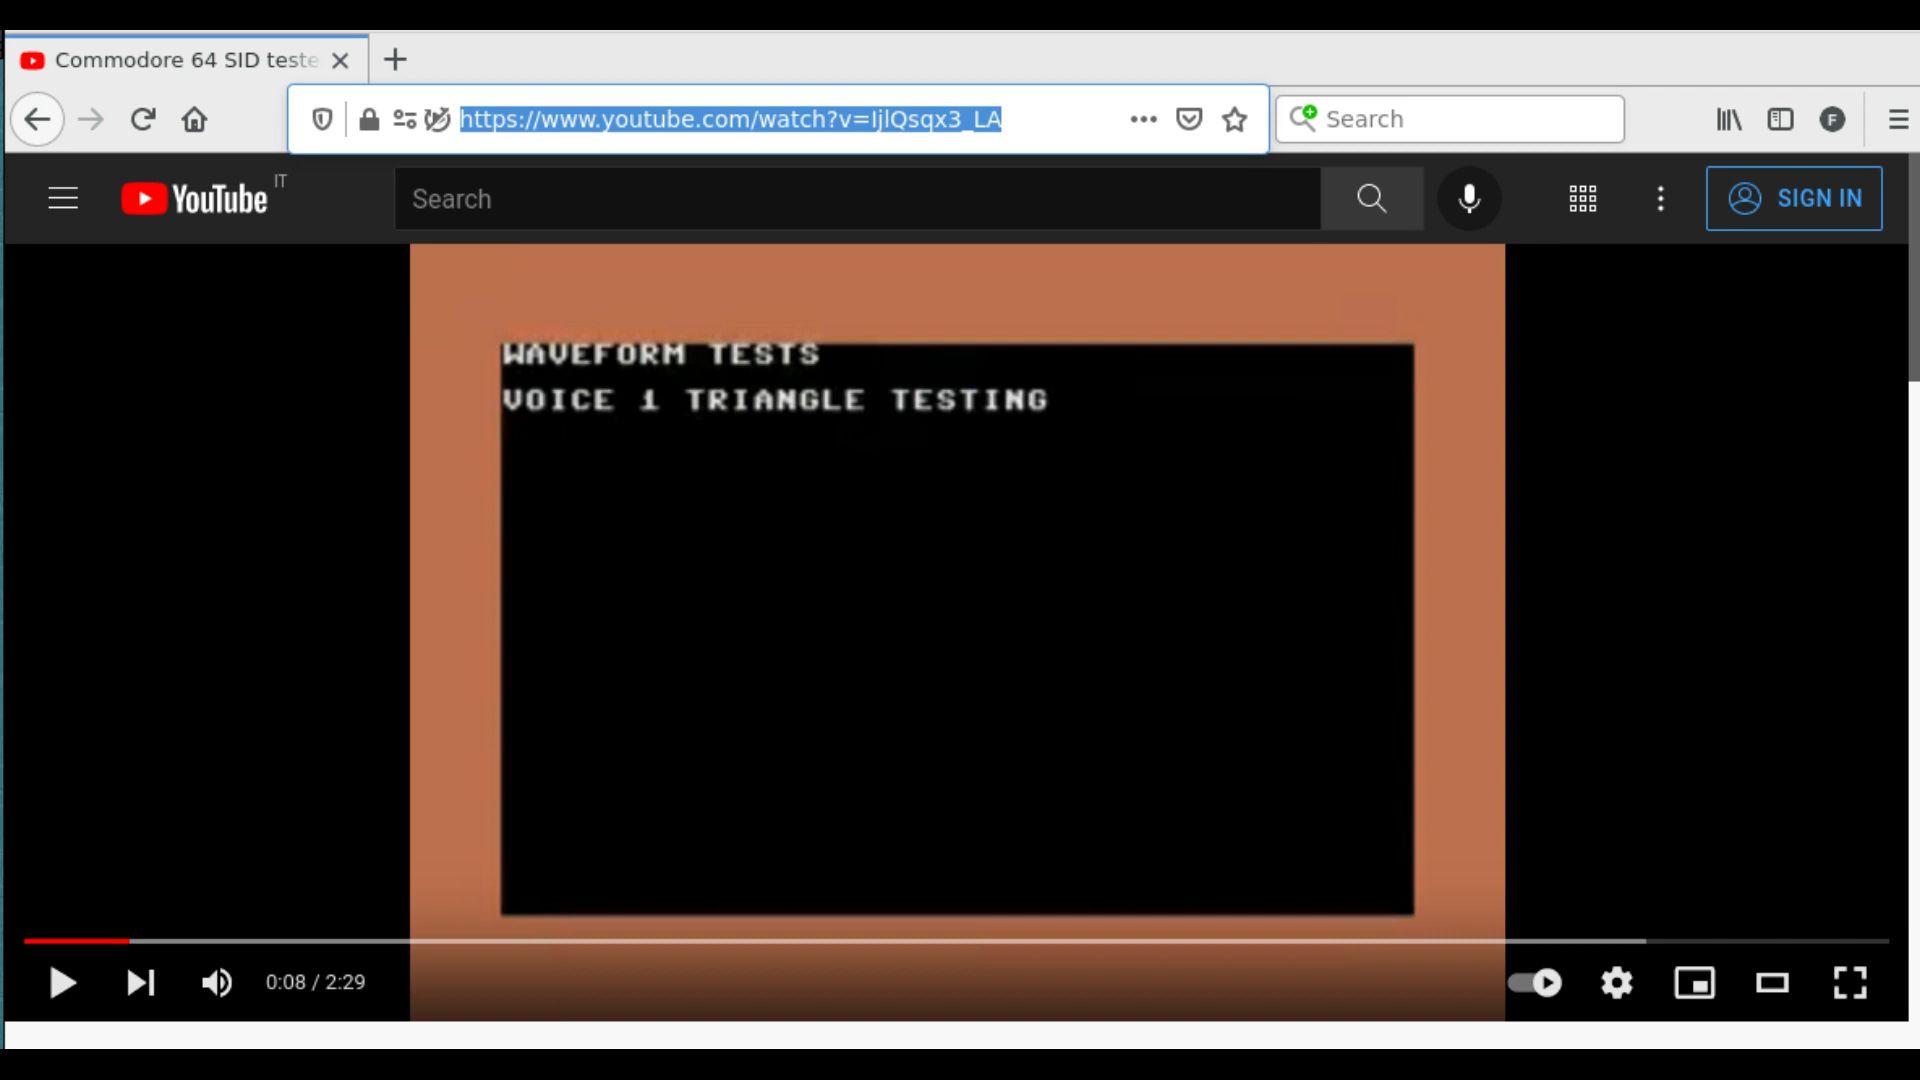 Commodore 64 SID teste
https://www.youtube.com/watch?v=IjlQsqx3_LA
Search
F
YouTube IT
Search
SIGN IN
WAVEFORM TESTS
VOICE 1 TRIANGLE TESTING
0:08 / 2:29